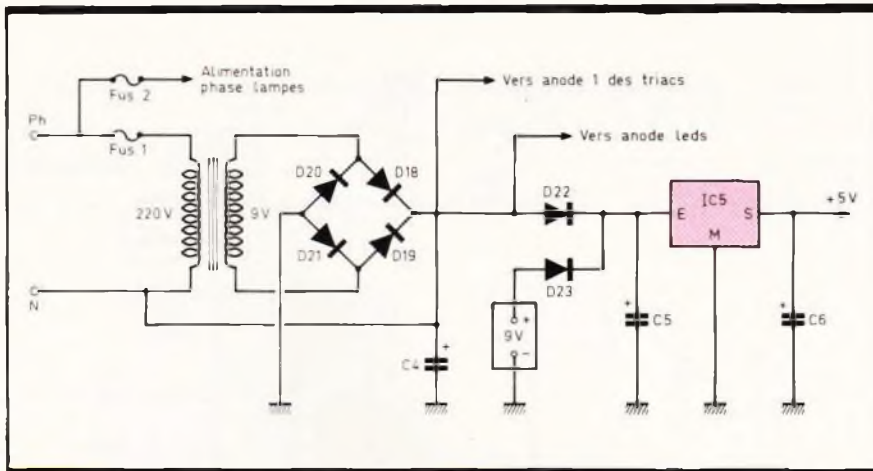 Alimentation
phase lampes
Fus. 2
Vers anode 1 des triacs
Ph
Fus.1
Vers anode leds
D20
D18
D22
IC5
+5V
220V
9V
E
S
M
D21
D19
D23
N
+
9V
-
+
C4
+
C5
+
C6